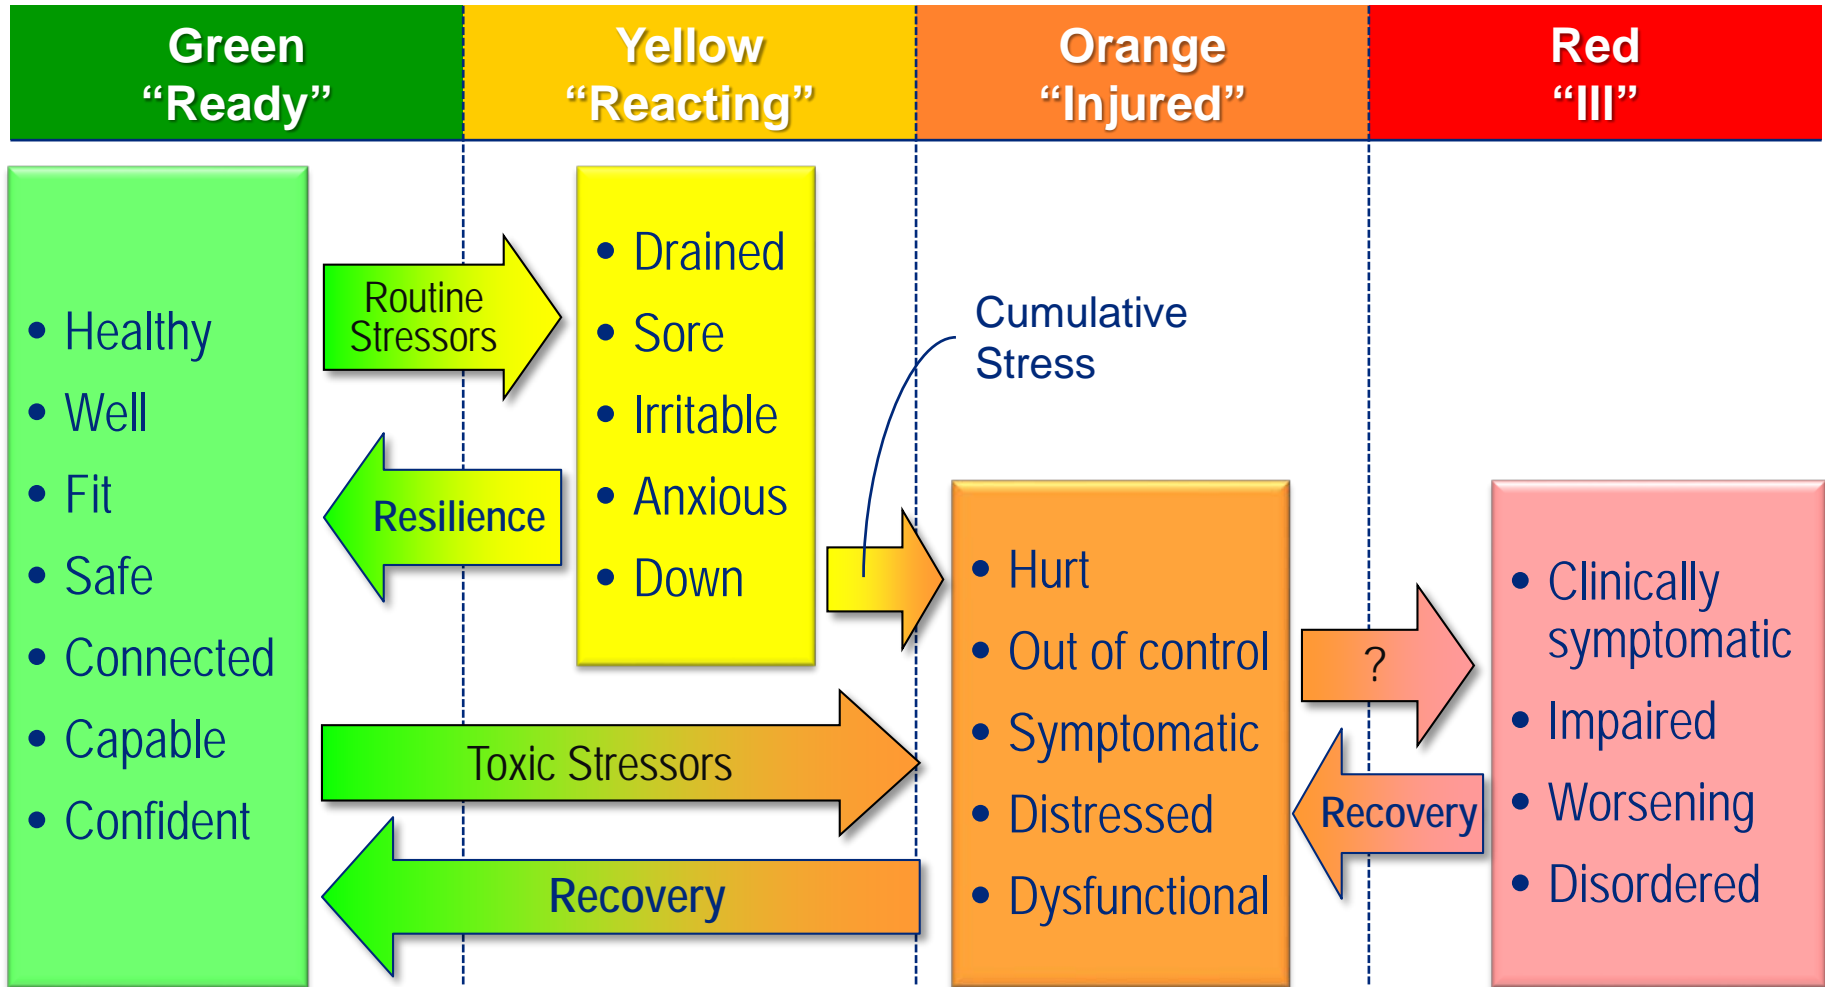 Green
“Ready”
Yellow
“Reacting”
Orange
“Injured”
Red
“Ill”
• Healthy
• Well
• Fit
• Safe
• Connected
• Capable
• Confident
Routine
Stressors
Resilience
• Drained
• Sore
• Irritable
• Anxious
• Down
Cumulative
Stress
Toxic Stressors
Recovery
• Hurt
• Out of control
• Symptomatic
• Distressed
• Dysfunctional
?
Recovery
• Clinically
symptomatic
• Impaired
• Worsening
• Disordered